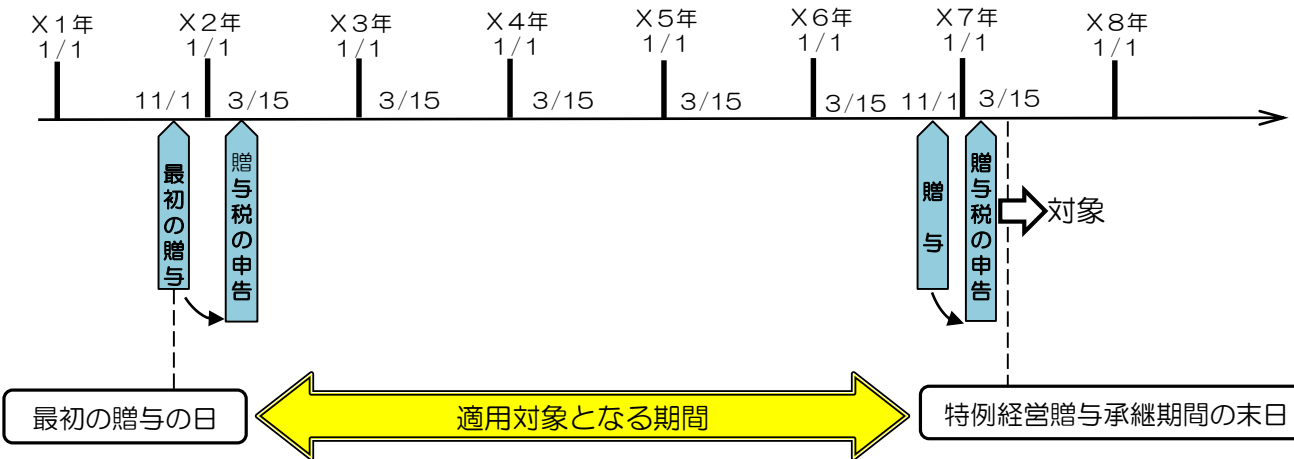 X1年 X2年 X3年 X4年 X5年 X6年 X7年 X8年
1/1 1/1 1/1 1/1 1/1 1/1 1/1 1/1
11/1 3/15 3/15 3/15 3/15 3/15 11/1 3/15
最初の贈与
贈与税の申告
贈与
贈与税の申告
対象
最初の贈与の日
適用対象となる期間
特例経営贈与承継期間の末日